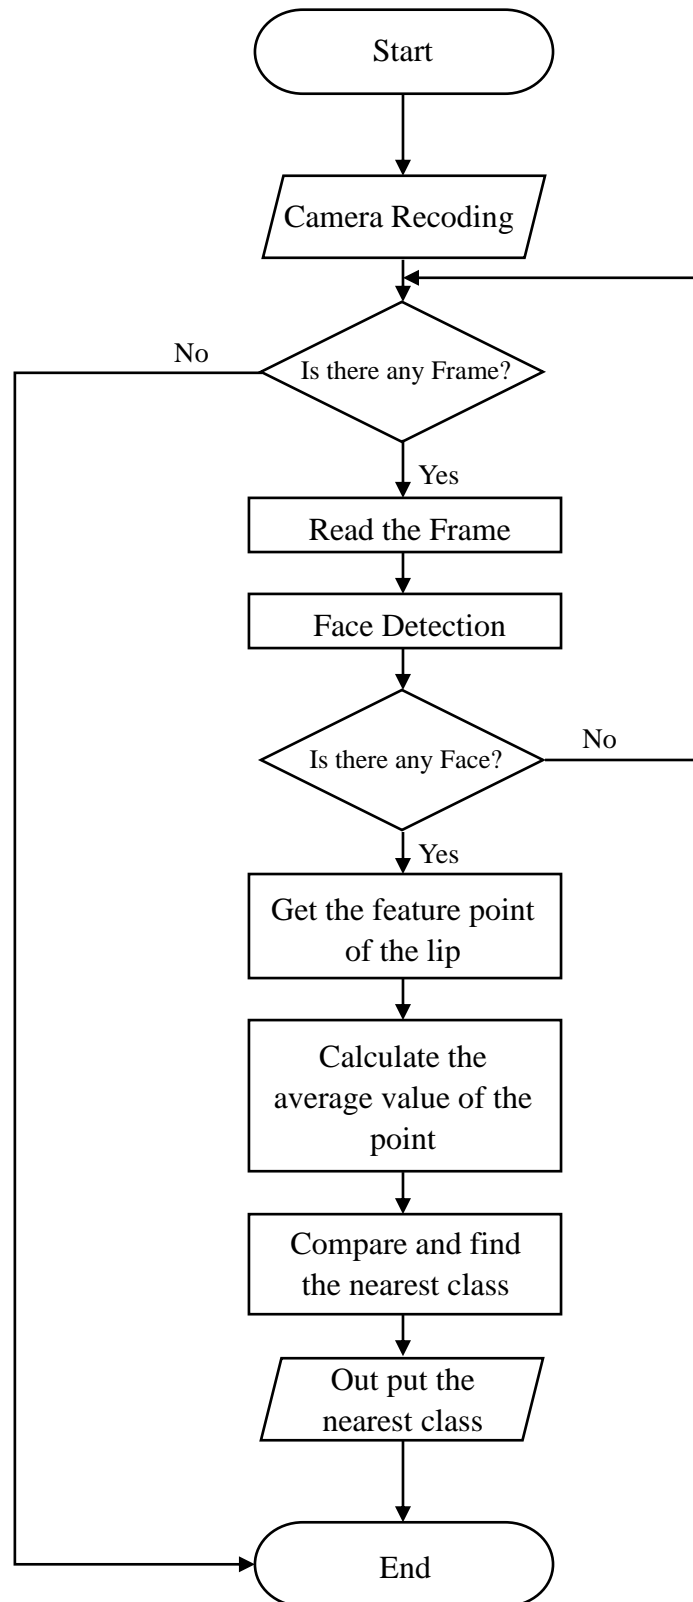 Start
Camera Recoding
No
Is there any Frame?
Yes
Read the Frame
Face Detection
Is there any Face?
No
Yes
Get the feature point
of the lip
Calculate the
average value of the
point
Compare and find
the nearest class
Out put the
nearest class
End